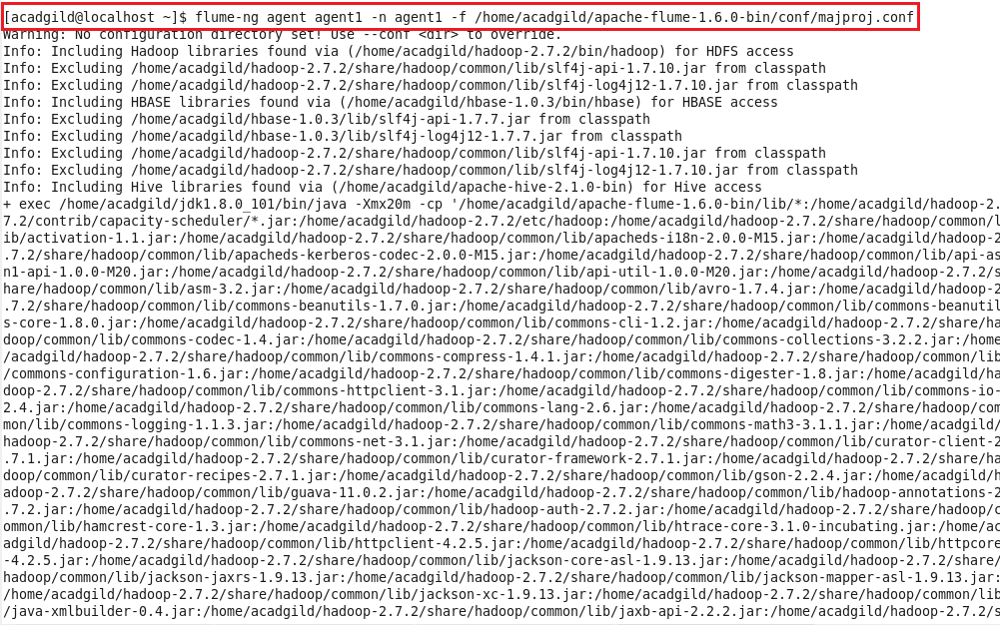 [acadgild@localhost ~]$ flume-ng agent agent1 -n agent1 -f /home/acadgild/apache-flume-1.6.0-bin/conf/majproj.conf
Warning: No configuration directory set! Use --conf <dir> to override.
Info: Including Hadoop libraries found via (/home/acadgild/hadoop-2.7.2/bin/hadoop) for HDFS access
Info: Excluding /home/acadgild/hadoop-2.7.2/share/hadoop/common/lib/slf4j-api-1.7.10.jar from classpath
Info: Excluding /home/acadgild/hadoop-2.7.2/share/hadoop/common/lib/slf4j-log4j12-1.7.10.jar from classpath
Info: Including HBASE libraries found via (/home/acadgild/hbase-1.0.3/bin/hbase) for HBASE access
Info: Excluding /home/acadgild/hbase-1.0.3/lib/slf4j-api-1.7.7.jar from classpath
Info: Excluding /home/acadgild/hbase-1.0.3/lib/slf4j-log4j12-1.7.7.jar from classpath
Info: Excluding /home/acadgild/hadoop-2.7.2/share/hadoop/common/lib/slf4j-api-1.7.10.jar from classpath
Info: Excluding /home/acadgild/hadoop-2.7.2/share/hadoop/common/lib/slf4j-log4j12-1.7.10.jar from classpath
Info: Including Hive libraries found via (/home/acadgild/apache-hive-2.1.0-bin) for Hive access
+ exec /home/acadgild/jdk1.8.0_101/bin/java -Xmx20m -cp '/home/acadgild/apache-flume-1.6.0-bin/lib/*:/home/acadgild/hadoop-2.
7.2/contrib/capacity-scheduler/*.jar:/home/acadgild/hadoop-2.7.2/etc/hadoop:/home/acadgild/hadoop-2.7.2/share/hadoop/common/l
ib/activation-1.1.jar:/home/acadgild/hadoop-2.7.2/share/hadoop/common/lib/apacheds-i18n-2.0.0-M15.jar:/home/acadgild/hadoop-2
.7.2/share/hadoop/common/lib/apacheds-kerberos-codec-2.0.0-M15.jar:/home/acadgild/hadoop-2.7.2/share/hadoop/common/lib/api-as
n1-api-1.0.0-M20.jar:/home/acadgild/hadoop-2.7.2/share/hadoop/common/lib/api-util-1.0.0-M20.jar:/home/acadgild/hadoop-2.7.2/s
hare/hadoop/common/lib/asm-3.2.jar:/home/acadgild/hadoop-2.7.2/share/hadoop/common/lib/avro-1.7.4.jar:/home/acadgild/hadoop-2
.7.2/share/hadoop/common/lib/commons-beanutils-1.7.0.jar:/home/acadgild/hadoop-2.7.2/share/hadoop/common/lib/commons-beanutil
s-core-1.8.0.jar:/home/acadgild/hadoop-2.7.2/share/hadoop/common/lib/commons-cli-1.2.jar:/home/acadgild/hadoop-2.7.2/share/ha
doop/common/lib/commons-codec-1.4.jar:/home/acadgild/hadoop-2.7.2/share/hadoop/common/lib/commons-collections-3.2.2.jar:/home
/acadgild/hadoop-2.7.2/share/hadoop/common/lib/commons-compress-1.4.1.jar:/home/acadgild/hadoop-2.7.2/share/hadoop/common/lib
/commons-configuration-1.6.jar:/home/acadgild/hadoop-2.7.2/share/hadoop/common/lib/commons-digester-1.8.jar:/home/acadgild/ha
doop-2.7.2/share/hadoop/common/lib/commons-httpclient-3.1.jar:/home/acadgild/hadoop-2.7.2/share/hadoop/common/lib/commons-io-
2.4.jar:/home/acadgild/hadoop-2.7.2/share/hadoop/common/lib/commons-lang-2.6.jar:/home/acadgild/hadoop-2.7.2/share/hadoop/com
mon/lib/commons-logging-1.1.3.jar:/home/acadgild/hadoop-2.7.2/share/hadoop/common/lib/commons-math3-3.1.1.jar:/home/acadgild/
hadoop-2.7.2/share/hadoop/common/lib/commons-net-3.1.jar:/home/acadgild/hadoop-2.7.2/share/hadoop/common/lib/curator-client-2
.7.1.jar:/home/acadgild/hadoop-2.7.2/share/hadoop/common/lib/curator-framework-2.7.1.jar:/home/acadgild/hadoop-2.7.2/share/ha
doop/common/lib/curator-recipes-2.7.1.jar:/home/acadgild/hadoop-2.7.2/share/hadoop/common/lib/gson-2.2.4.jar:/home/acadgild/h
adoop-2.7.2/share/hadoop/common/lib/guava-11.0.2.jar:/home/acadgild/hadoop-2.7.2/share/hadoop/common/lib/hadoop-annotations-2
.7.2.jar:/home/acadgild/hadoop-2.7.2/share/hadoop/common/lib/hadoop-auth-2.7.2.jar:/home/acadgild/hadoop-2.7.2/share/hadoop/c
ommon/lib/hamcrest-core-1.3.jar:/home/acadgild/hadoop-2.7.2/share/hadoop/common/lib/htrace-core-3.1.0-incubating.jar:/home/ac
adgild/hadoop-2.7.2/share/hadoop/common/lib/httpclient-4.2.5.jar:/home/acadgild/hadoop-2.7.2/share/hadoop/common/lib/httpcore
-4.2.5.jar:/home/acadgild/hadoop-2.7.2/share/hadoop/common/lib/jackson-core-asl-1.9.13.jar:/home/acadgild/hadoop-2.7.2/share/
hadoop/common/lib/jackson-jaxrs-1.9.13.jar:/home/acadgild/hadoop-2.7.2/share/hadoop/common/lib/jackson-mapper-asl-1.9.13.jar:
/home/acadgild/hadoop-2.7.2/share/hadoop/common/lib/jackson-xc-1.9.13.jar:/home/acadgild/hadoop-2.7.2/share/hadoop/common/lib
/java-xmlbuilder-0.4.jar:/home/acadgild/hadoop-2.7.2/share/hadoop/common/lib/jaxb-api-2.2.2.jar:/home/acadgild/hadoop-2.7.2/s